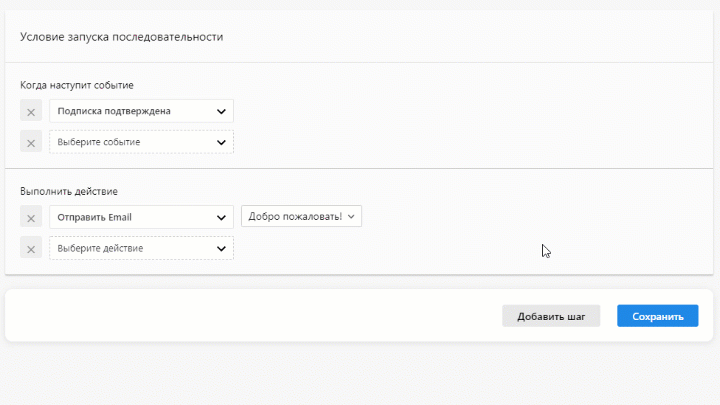 Условие запуска последовательности
Когда наступит событие
Подписка подтверждена
Выберите событие
Выполнить действие
Отправить Email Добро пожаловать!
Выберите действие
Добавить шаг Сохранить